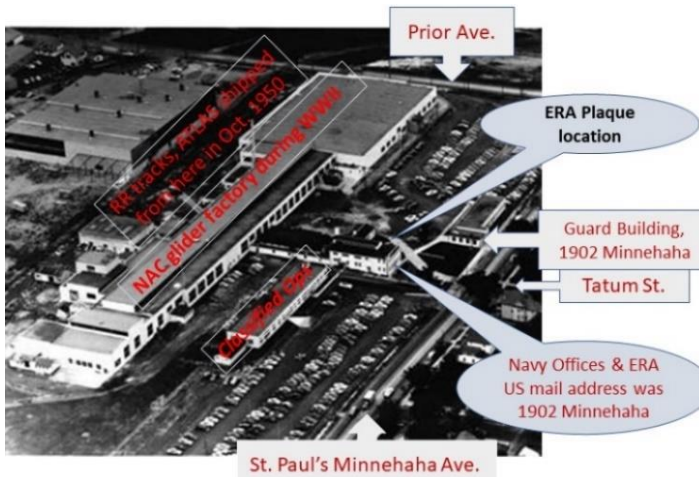 Prior Ave.
ERA Plaque
location
RR tracks, ATLAS shipped
from here in Oct. 1950
NAC glider factory during WWII
Guard Building,
1902 Minnehaha
Tatum St.
Classified Ops
Navy Offices & ERA
US mail address was
1902 Minnehaha
St. Paul's Minnehaha Ave.